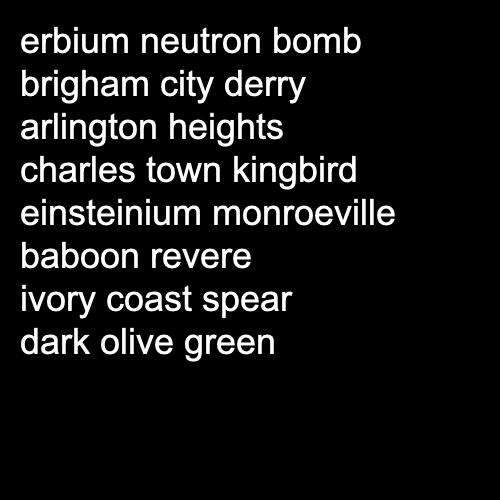 erbium neutron bomb
brigham city derry
arlington heights
charles town kingbird
einsteinium monroeville
baboon revere
ivory coast spear
dark olive green